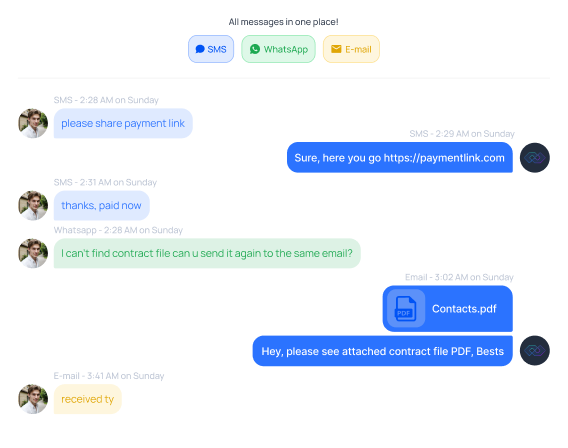 All messages in one place!
SMS
WhatsApp
E-mail
SMS - 2:28 AM on Sunday
please share payment link
SMS - 2:29 AM on Sunday
Sure, here you go https://paymentlink.com
SMS - 2:31 AM on Sunday
thanks, paid now
Whatsapp - 2:28 AM on Sunday
I can't find contract file can u send it again to the same email?
Email - 3:02 AM on Sunday
PDF
Contacts.pdf
Hey, please see attached contract file PDF, Bests
E-mail - 3:41 AM on Sunday
received ty